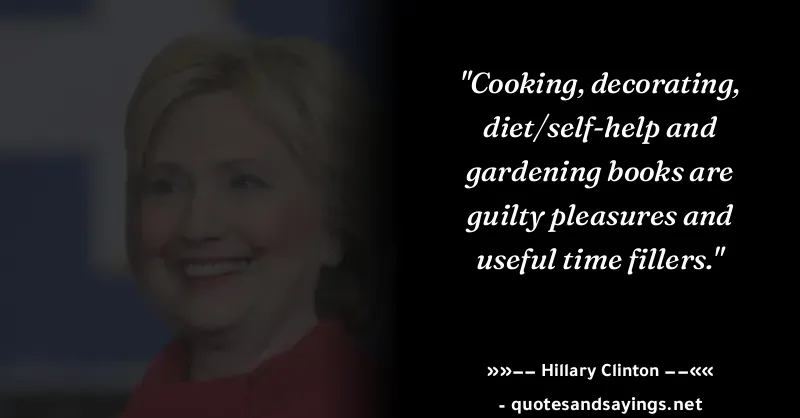 "Cooking, decorating,
diet/self-help and
gardening books are
guilty pleasures and
useful time fillers."
»»−− Hillary Clinton −−««
- quotesandsayings.net